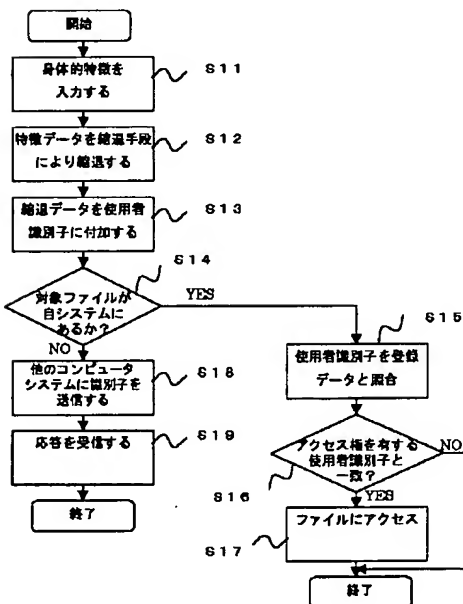 開始
身体的特徴を
入力する
S11
特徴データを縮退手段
により縮退する
S12
縮退データを使用者
識別子に付加する
S13
S14
対象ファイルが
自システムに
あるか?
YES
NO
S15
使用者識別子を登録
データと照合
他のコンピュータ
システムに識別子を
送信する
S18
応答を受信する
S19
アクセス権を有する
使用者識別子と
一致?
NO
S16
YES
終了
ファイルにアクセス
S17
終了